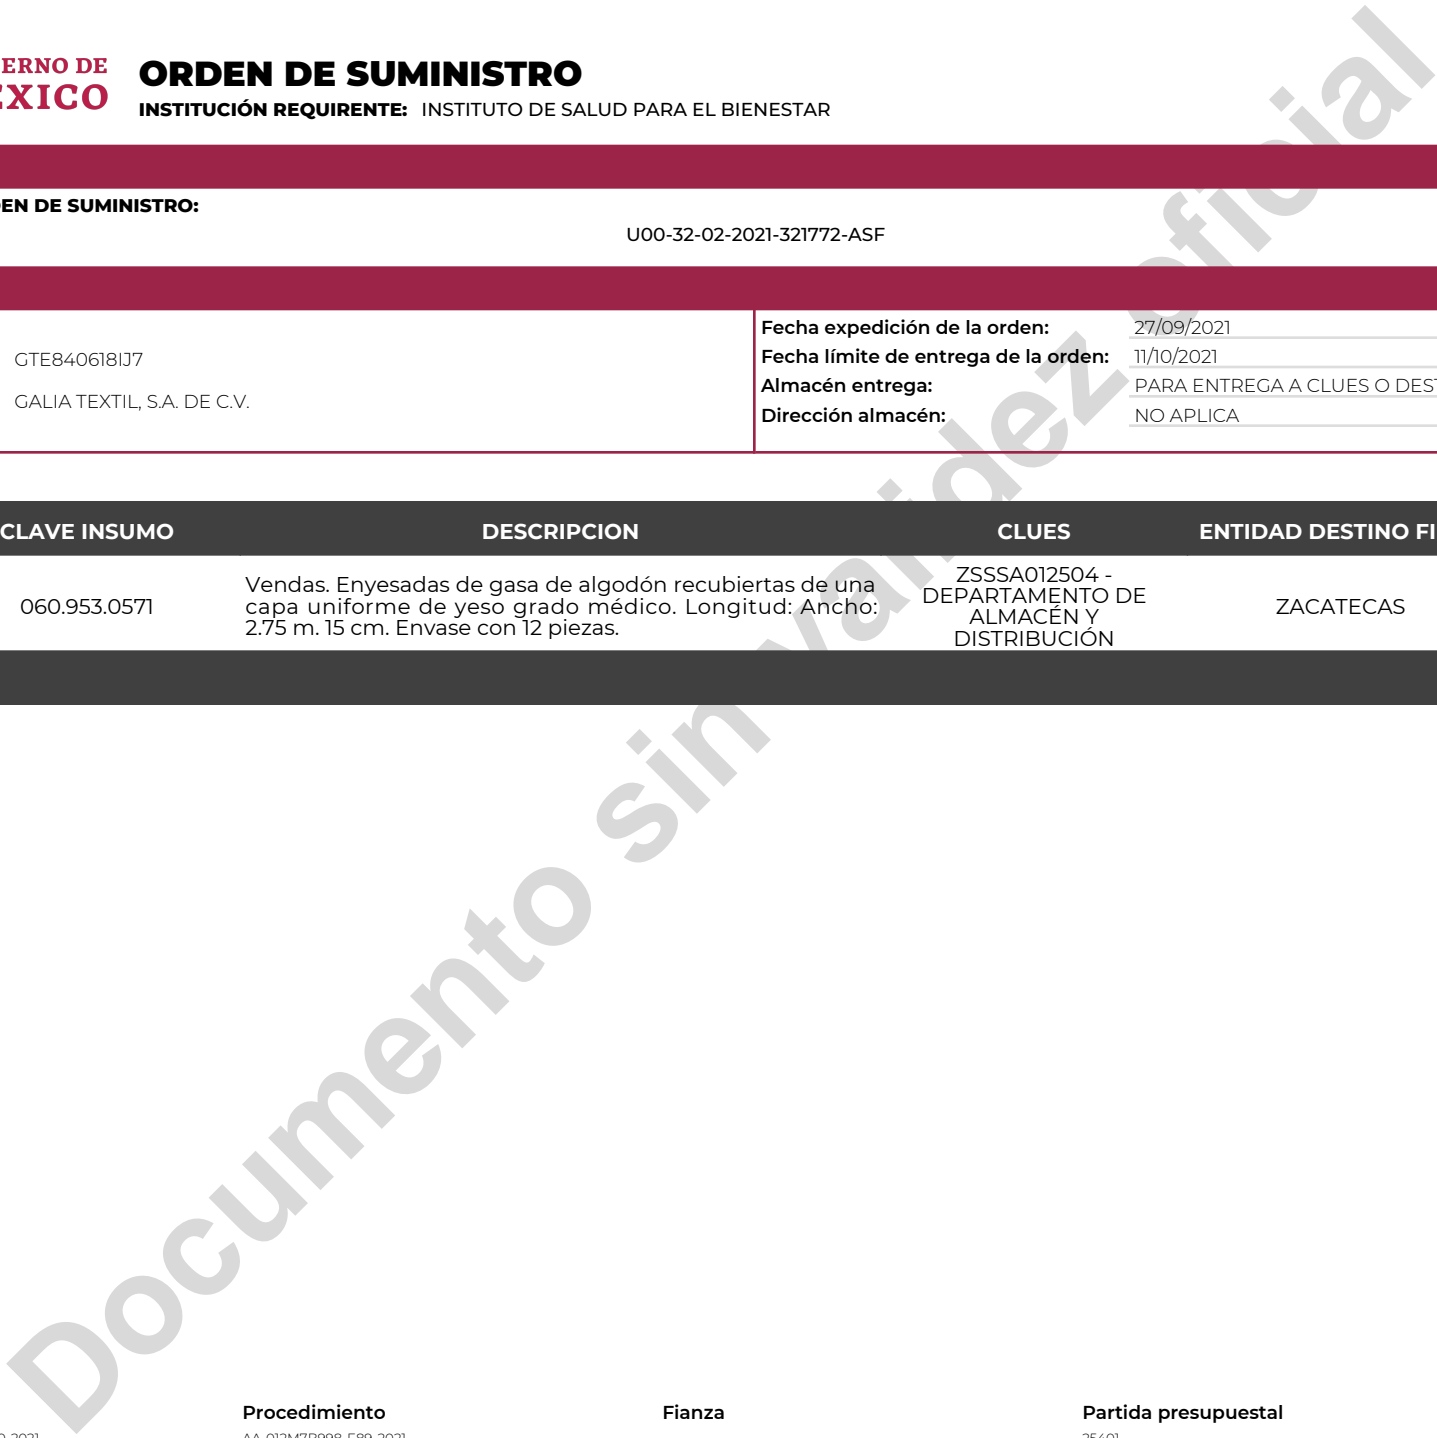 ERNO DE
ÉXICO
ORDEN DE SUMINISTRO
INSTITUCIÓN REQUIRENTE: INSTITUTO DE SALUD PARA EL BIENESTAR
EN DE SUMINISTRO:
U00-32-02-2021-321772-ASF
GTE840618IJ7
GALIA TEXTIL, S.A. DE C.V.
Fecha expedición de la orden: 27/09/2021
Fecha límite de entrega de la orden: 11/10/2021
Almacén entrega: PARA ENTREGA A CLUES O DEST
Dirección almacén: NO APLICA
CLAVE INSUMO DESCRIPCION CLUES ENTIDAD DESTINO FI
060.953.0571
Vendas. Enyesadas de gasa de algodón recubiertas de una
capa uniforme de yeso grado médico. Longitud: Ancho:
2.75 m. 15 cm. Envase con 12 piezas.
ZSSSA012504 -
DEPARTAMENTO DE
ALMACÉN Y
DISTRIBUCIÓN
ZACATECAS
Documento sin validez oficial
Procedimiento Fianza Partida presupuestal